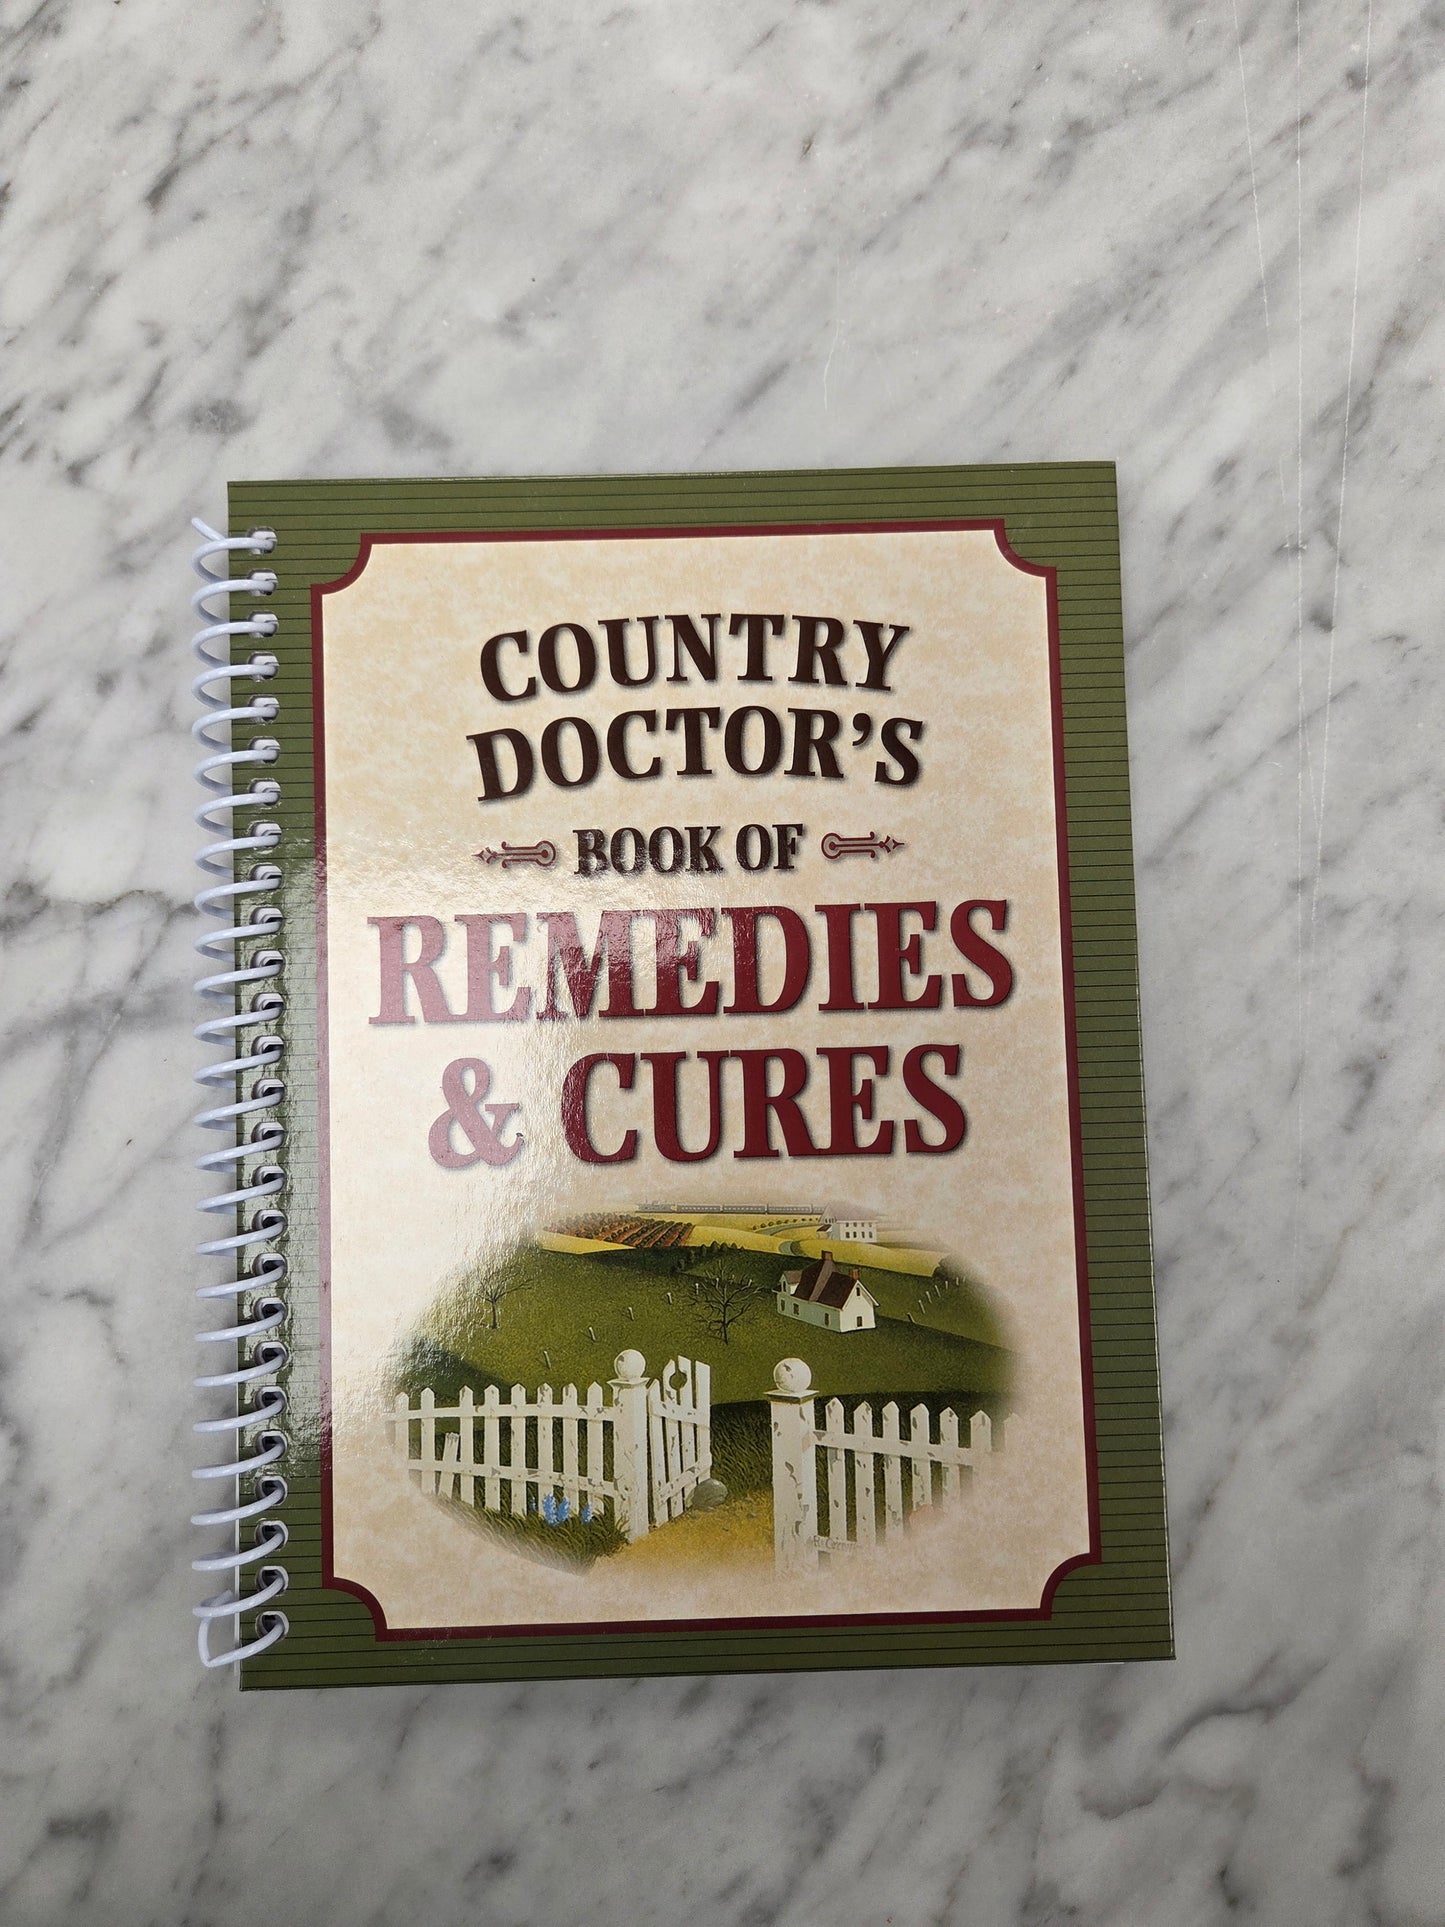 COUNTRY
DOCTOR'S
BOOK OF
REMEDIES
& CURES